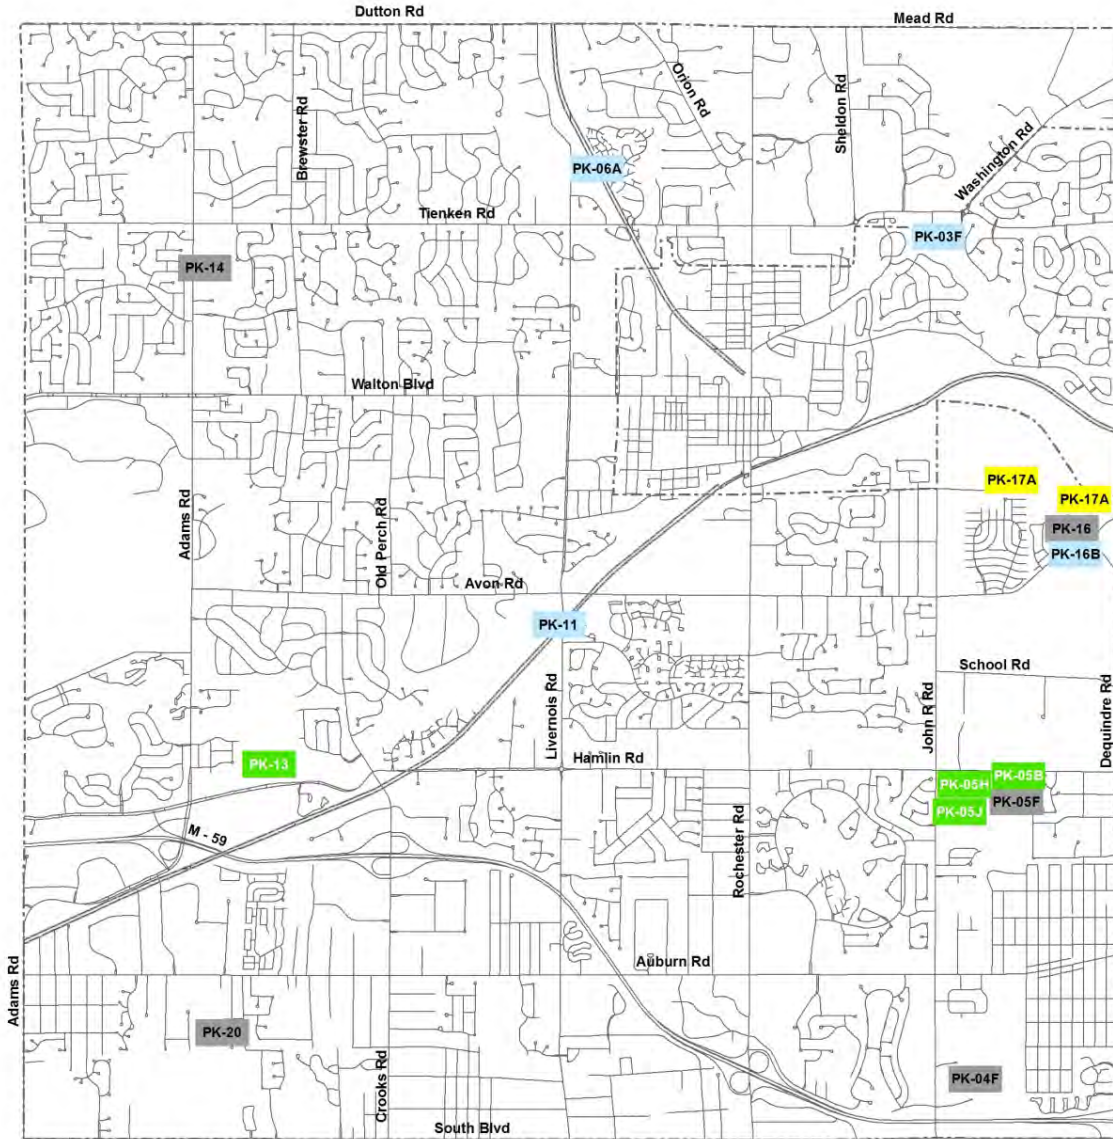 Dutton Rd
Mead Rd
Orion Rd
Brewster Rd
Sheldon Rd
Washington Rd
PK-06A
Tienken Rd
PK-03F
PK-14
Walton Blvd
PK-17A
PK-17A
Adams Rd
Old Perch Rd
PK-16
PK-16B
Avon Rd
PK-11
School Rd
Livernois Rd
John R Rd
Dequindre Rd
Hamlin Rd
PK-13
PK-05H
PK-05B
PK-05J
PK-05F
M - 59
Rochester Rd
Auburn Rd
Adams Rd
PK-20
Crooks Rd
PK-04F
South Blvd